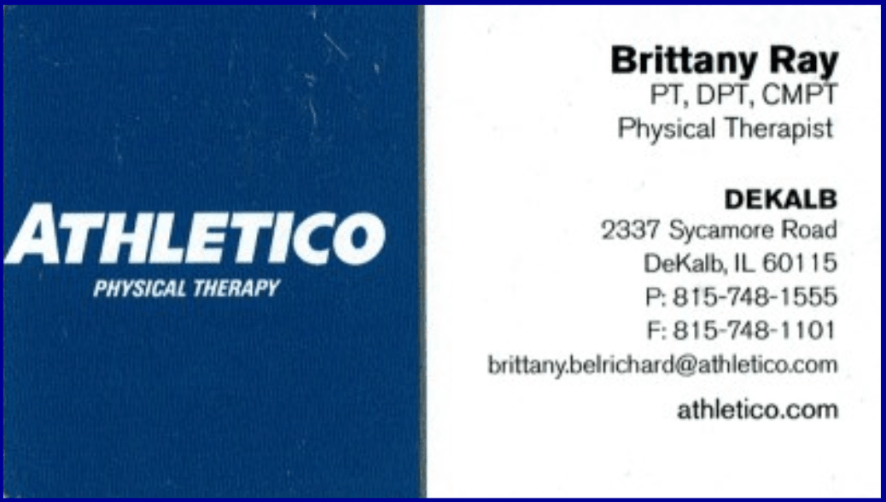 ATHLETICO
PHYSICAL THERAPY
Brittany Ray
PT, DPT, CMPT
Physical Therapist
DEKALB
2337 Sycamore Road
DeKalb, IL 60115
P: 815-748-1555
F: 815-748-1101
brittany.belrichard@athletico.com
athletico.com